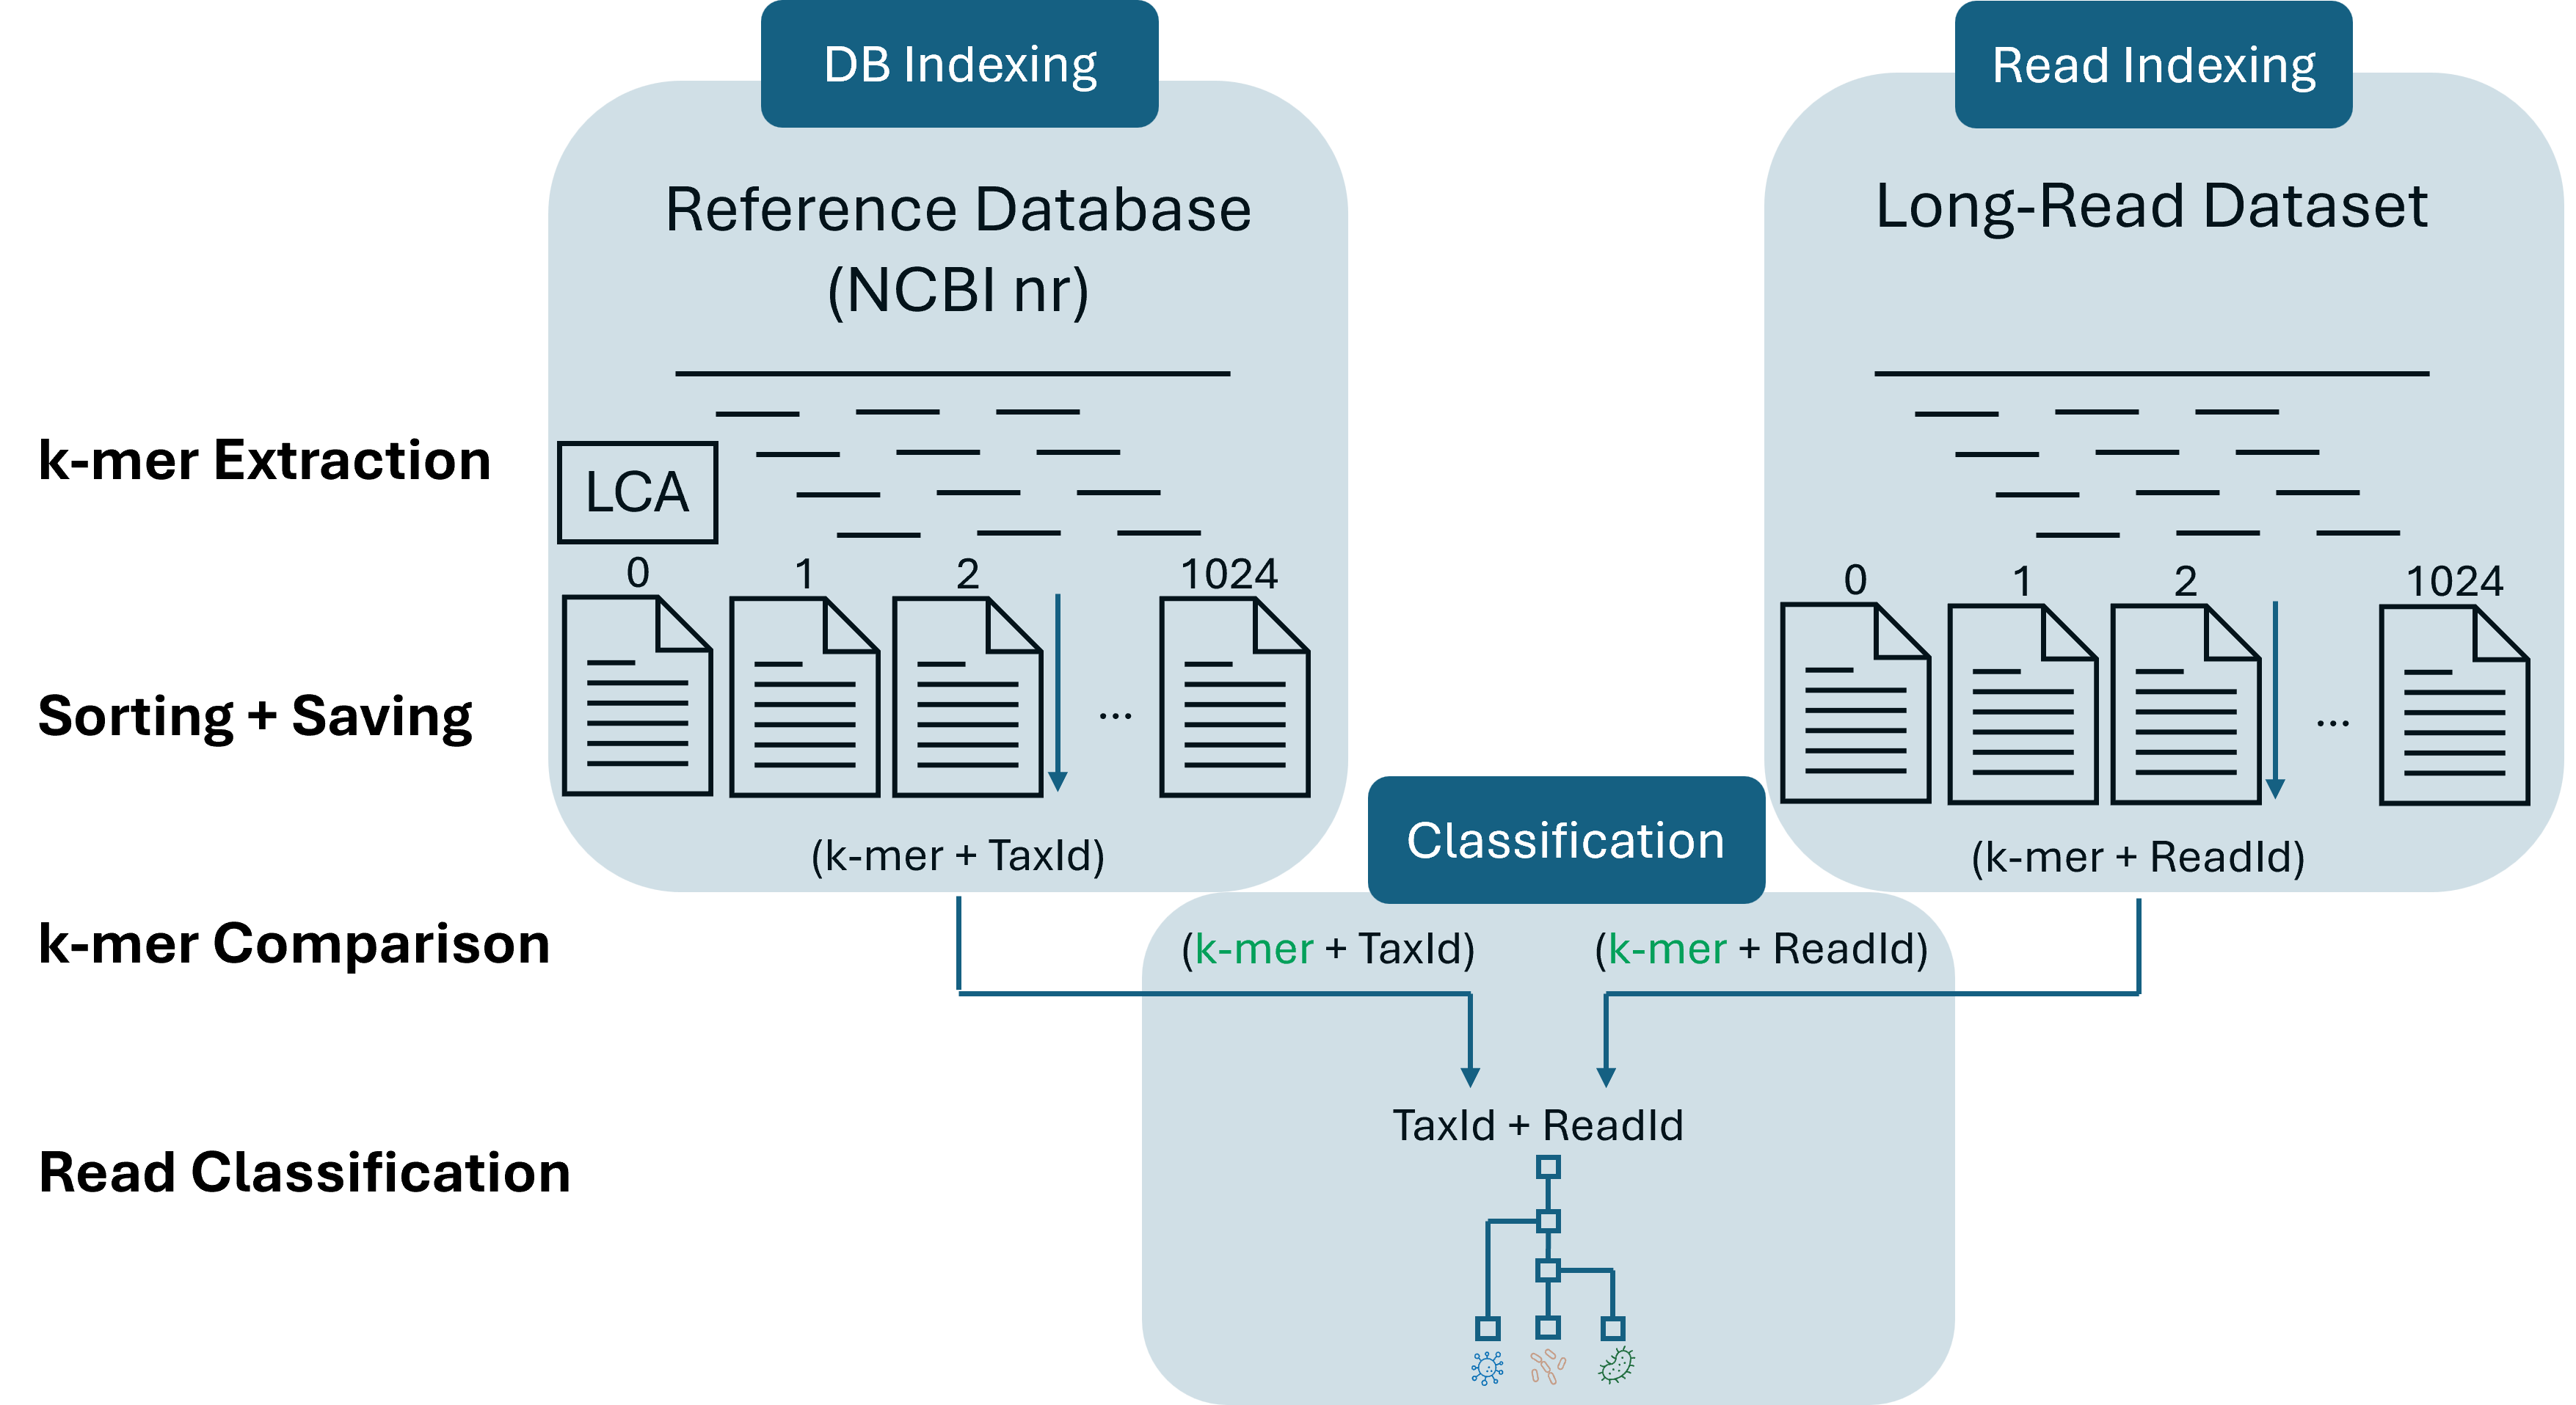 DB Indexing
Read Indexing
Reference Database
(NCBI nr)
Long-Read Dataset
k-mer Extraction
LCA
0 1 2 1024
0 1 2 1024
Sorting + Saving
...
...
(k-mer + TaxId)
(k-mer + ReadId)
Classification
k-mer Comparison
(k-mer + TaxId)
(k-mer + ReadId)
TaxId + ReadId
Read Classification